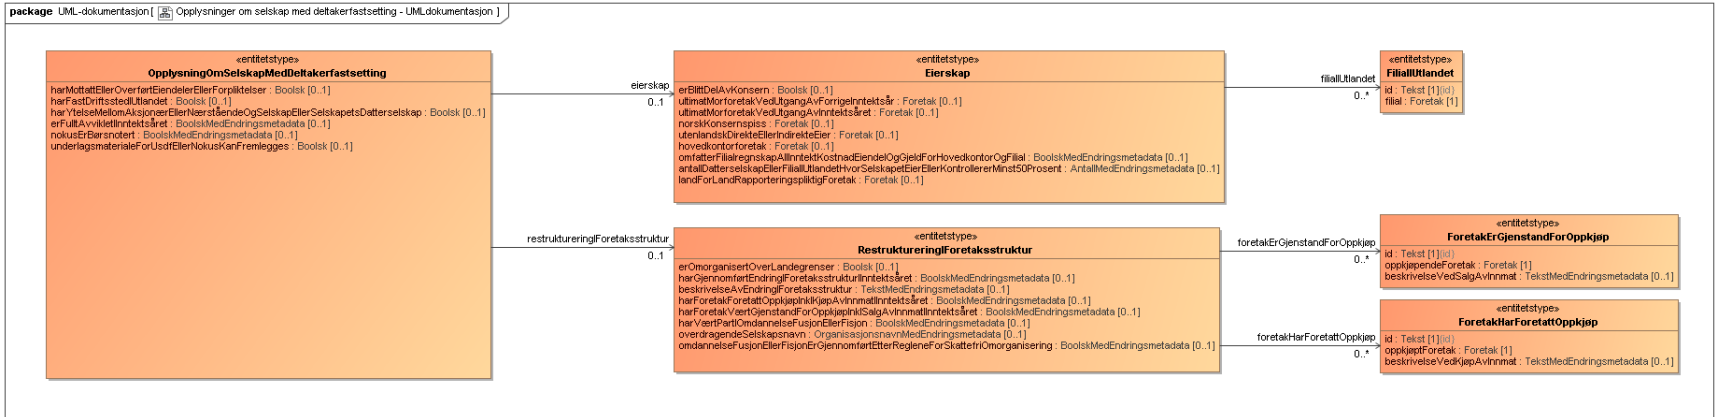 package UML-dokumentasjon [ Opplysninger om selskap med deltakerfastsetting - UMLdokumentasjon ]
«entitetstype»
OpplysningOmSelskapMedDeltakerfastsetting
harMottattEllerOverførtEiendelerEllerForpliktelser : Boolsk [0..1]
harFastDriftsstedIUtlandet : Boolsk [0..1]
harYtelseMellomAksjonærEllerNærståendeOgSelskapEllerSelskapetsDatterselskap : Boolsk [0..1]
erFulltAvvikletIInntektsåret : BoolskMedEndringsmetadata [0..1]
nokusErBørsnotert : BoolskMedEndringsmetadata [0..1]
underlagsmaterialeForUsdfEllerNokusKanFremlegges : Boolsk [0..1]
eierskap
0..1
«entitetstype»
Eierskap
erBlittDelAvKonsern : Boolsk [0..1]
ultimatMorforetakVedUtgangAvForrigeInntektsår : Foretak [0..1]
ultimatMorforetakVedUtgangAvInntektsåret : Foretak [0..1]
norskKonsernspiss : Foretak [0..1]
utenlandskDirekteEllerIndirekteEier : Foretak [0..1]
hovedkontorforetak : Foretak [0..1]
omfatterFilialregnskapAllInntektKostnadEiendelOgGjeldForHovedkontorOgFilial : BoolskMedEndringsmetadata [0..1]
antallDatterselskapEllerFilialIUtlandetHvorSelskapetEierEllerKontrollererMinst50Prosent : AntallMedEndringsmetadata [0..1]
landForLandRapporteringspliktigForetak : Foretak [0..1]
filialIUtlandet
0..*
«entitetstype»
FilialIUtlandet
id : Tekst [1]{id}
filial : Foretak [1]
restruktureringIForetaksstruktur
0..1
«entitetstype»
RestruktureringIForetaksstruktur
erOmorganisertOverLandegrenser : Boolsk [0..1]
harGjennomførtEndringIForetaksstrukturIInntektsåret : BoolskMedEndringsmetadata [0..1]
beskrivelseAvEndringIForetaksstruktur : TekstMedEndringsmetadata [0..1]
harForetakForetattOppkjøpInklKjøpAvInnmatIInntektsåret : BoolskMedEndringsmetadata [0..1]
harForetakVærtGjenstandForOppkjøpInklSalgAvInnmatIInntektsåret : BoolskMedEndringsmetadata [0..1]
harVærtPartIOmdannelseFusjonEllerFisjon : BoolskMedEndringsmetadata [0..1]
overdragendeSelskapsnavn : OrganisasjonsnavnMedEndringsmetadata [0..1]
omdannelseFusjonEllerFisjonErGjennomførtEtterRegleneForSkattefriOmorganisering : BoolskMedEndringsmetadata [0..1]
foretakErGjenstandForOppkjøp
0..*
«entitetstype»
ForetakErGjenstandForOppkjøp
id : Tekst [1]{id}
oppkjøpendeForetak : Foretak [1]
beskrivelseVedSalgAvInnmat : TekstMedEndringsmetadata [0..1]
foretakHarForetattOppkjøp
0..*
«entitetstype»
ForetakHarForetattOppkjøp
id : Tekst [1]{id}
oppkjøptForetak : Foretak [1]
beskrivelseVedKjøpAvInnmat : TekstMedEndringsmetadata [0..1]